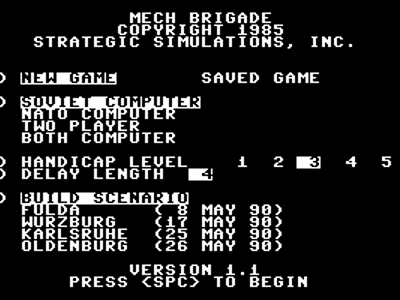 MECH BRIGADE
COPYRIGHT 1985
STRATEGIC SIMULATIONS, INC.
) NEW GAME SAVED GAME
) SOVIET COMPUTER
NATO COMPUTER
TWO PLAYER
BOTH COMPUTER
) HANDICAP LEVEL 1 2 3 4 5
) DELAY LENGTH 4
) BUILD SCENARIO
FULDA ( 8 MAY 90)
WURZBURG (17 MAY 90)
KARLSRUHE (25 MAY 90)
OLDENBURG (26 MAY 90)
VERSION 1.1
PRESS <SPC> TO BEGIN